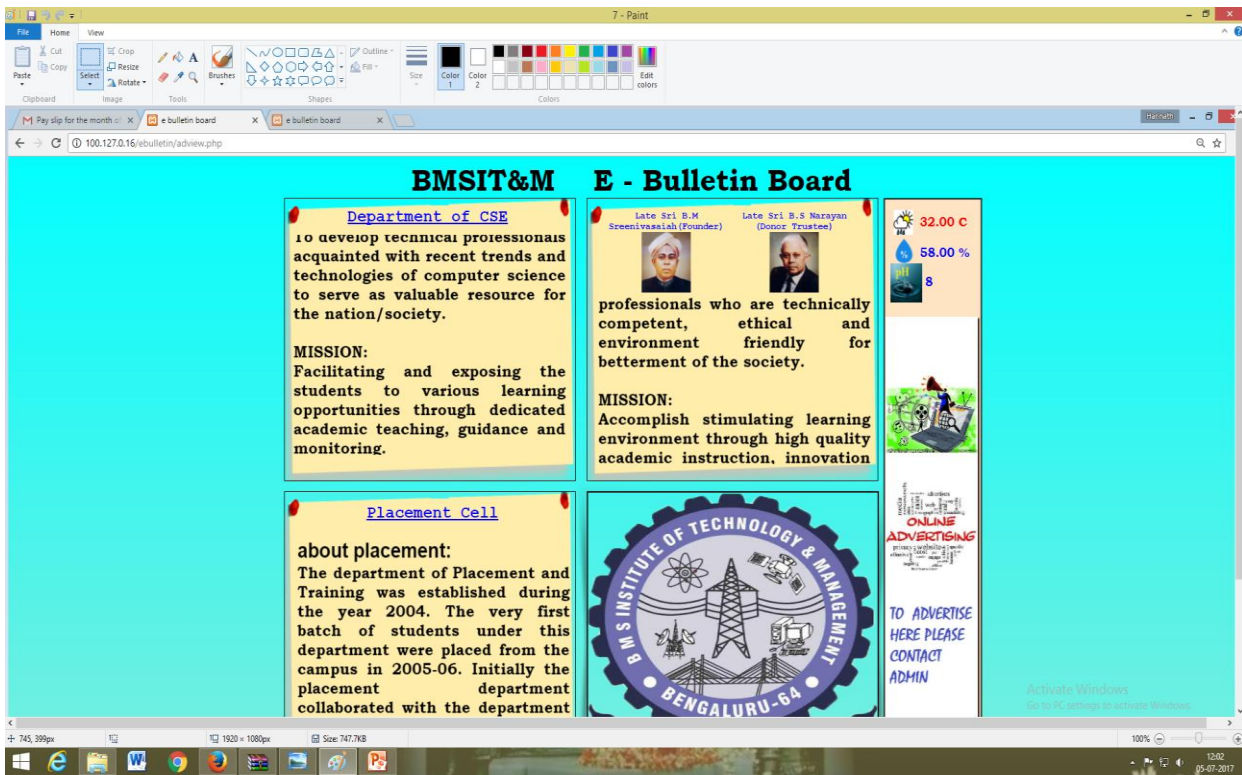 7 - Paint
File Home View
Cut
Copy
Paste
Clipboard
Crop
Resize
Rotate
Select
Image
Tools
Brushes
Outline
Fill
Shapes
Size
Color 1
Color 2
Edit colors
Colors
Pay slip for the month of
e bulletin board
e bulletin board
Harinath
100.127.0.16/ebulletin/adview.php
BMSIT&M E - Bulletin Board
Department of CSE
To develop technical professionals
acquainted with recent trends and
technologies of computer science
to serve as valuable resource for
the nation/society.
MISSION:
Facilitating and exposing the
students to various learning
opportunities through dedicated
academic teaching, guidance and
monitoring.
Late Sri B.M
Sreenivasaiah(Founder)
Late Sri B.S Narayan
(Donor Trustee)
professionals who are technically
competent, ethical and
environment friendly for
betterment of the society.
MISSION:
Accomplish stimulating learning
environment through high quality
academic instruction, innovation
32.00 C
% 58.00 %
pH 8
Placement Cell
about placement:
The department of Placement and
Training was established during
the year 2004. The very first
batch of students under this
department were placed from the
campus in 2005-06. Initially the
placement department
collaborated with the department
B M S INSTITUTE OF TECHNOLOGY & MANAGEMENT
BENGALURU-64
ONLINE
ADVERTISING
TO ADVERTISE
HERE PLEASE
CONTACT
ADMIN
Activate Windows
Go to PC settings to activate Windows.
745, 399px
1920 × 1080px
Size: 747.7KB
100%
12:02
05-07-2017